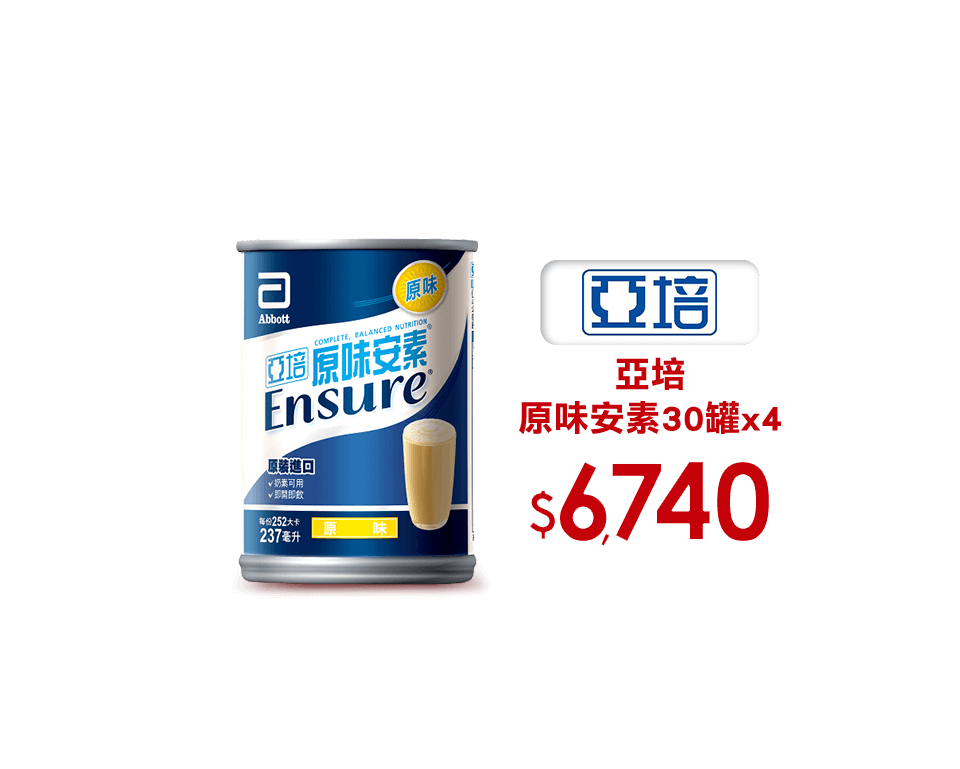 Abbott
原味
COMPLETE, BALANCED NUTRITION
亞培 原味安素®
Ensure®
原裝進口
奶素可用
即開即飲
每份252大卡
237毫升
原 味
亞培
亞培
原味安素30罐x4
$6,740